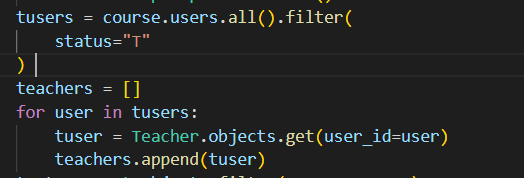 tusers = course.users.all().filter(
    status="T"
)
teachers = []
for user in tusers:
    tuser = Teacher.objects.get(user_id=user)
    teachers.append(tuser)